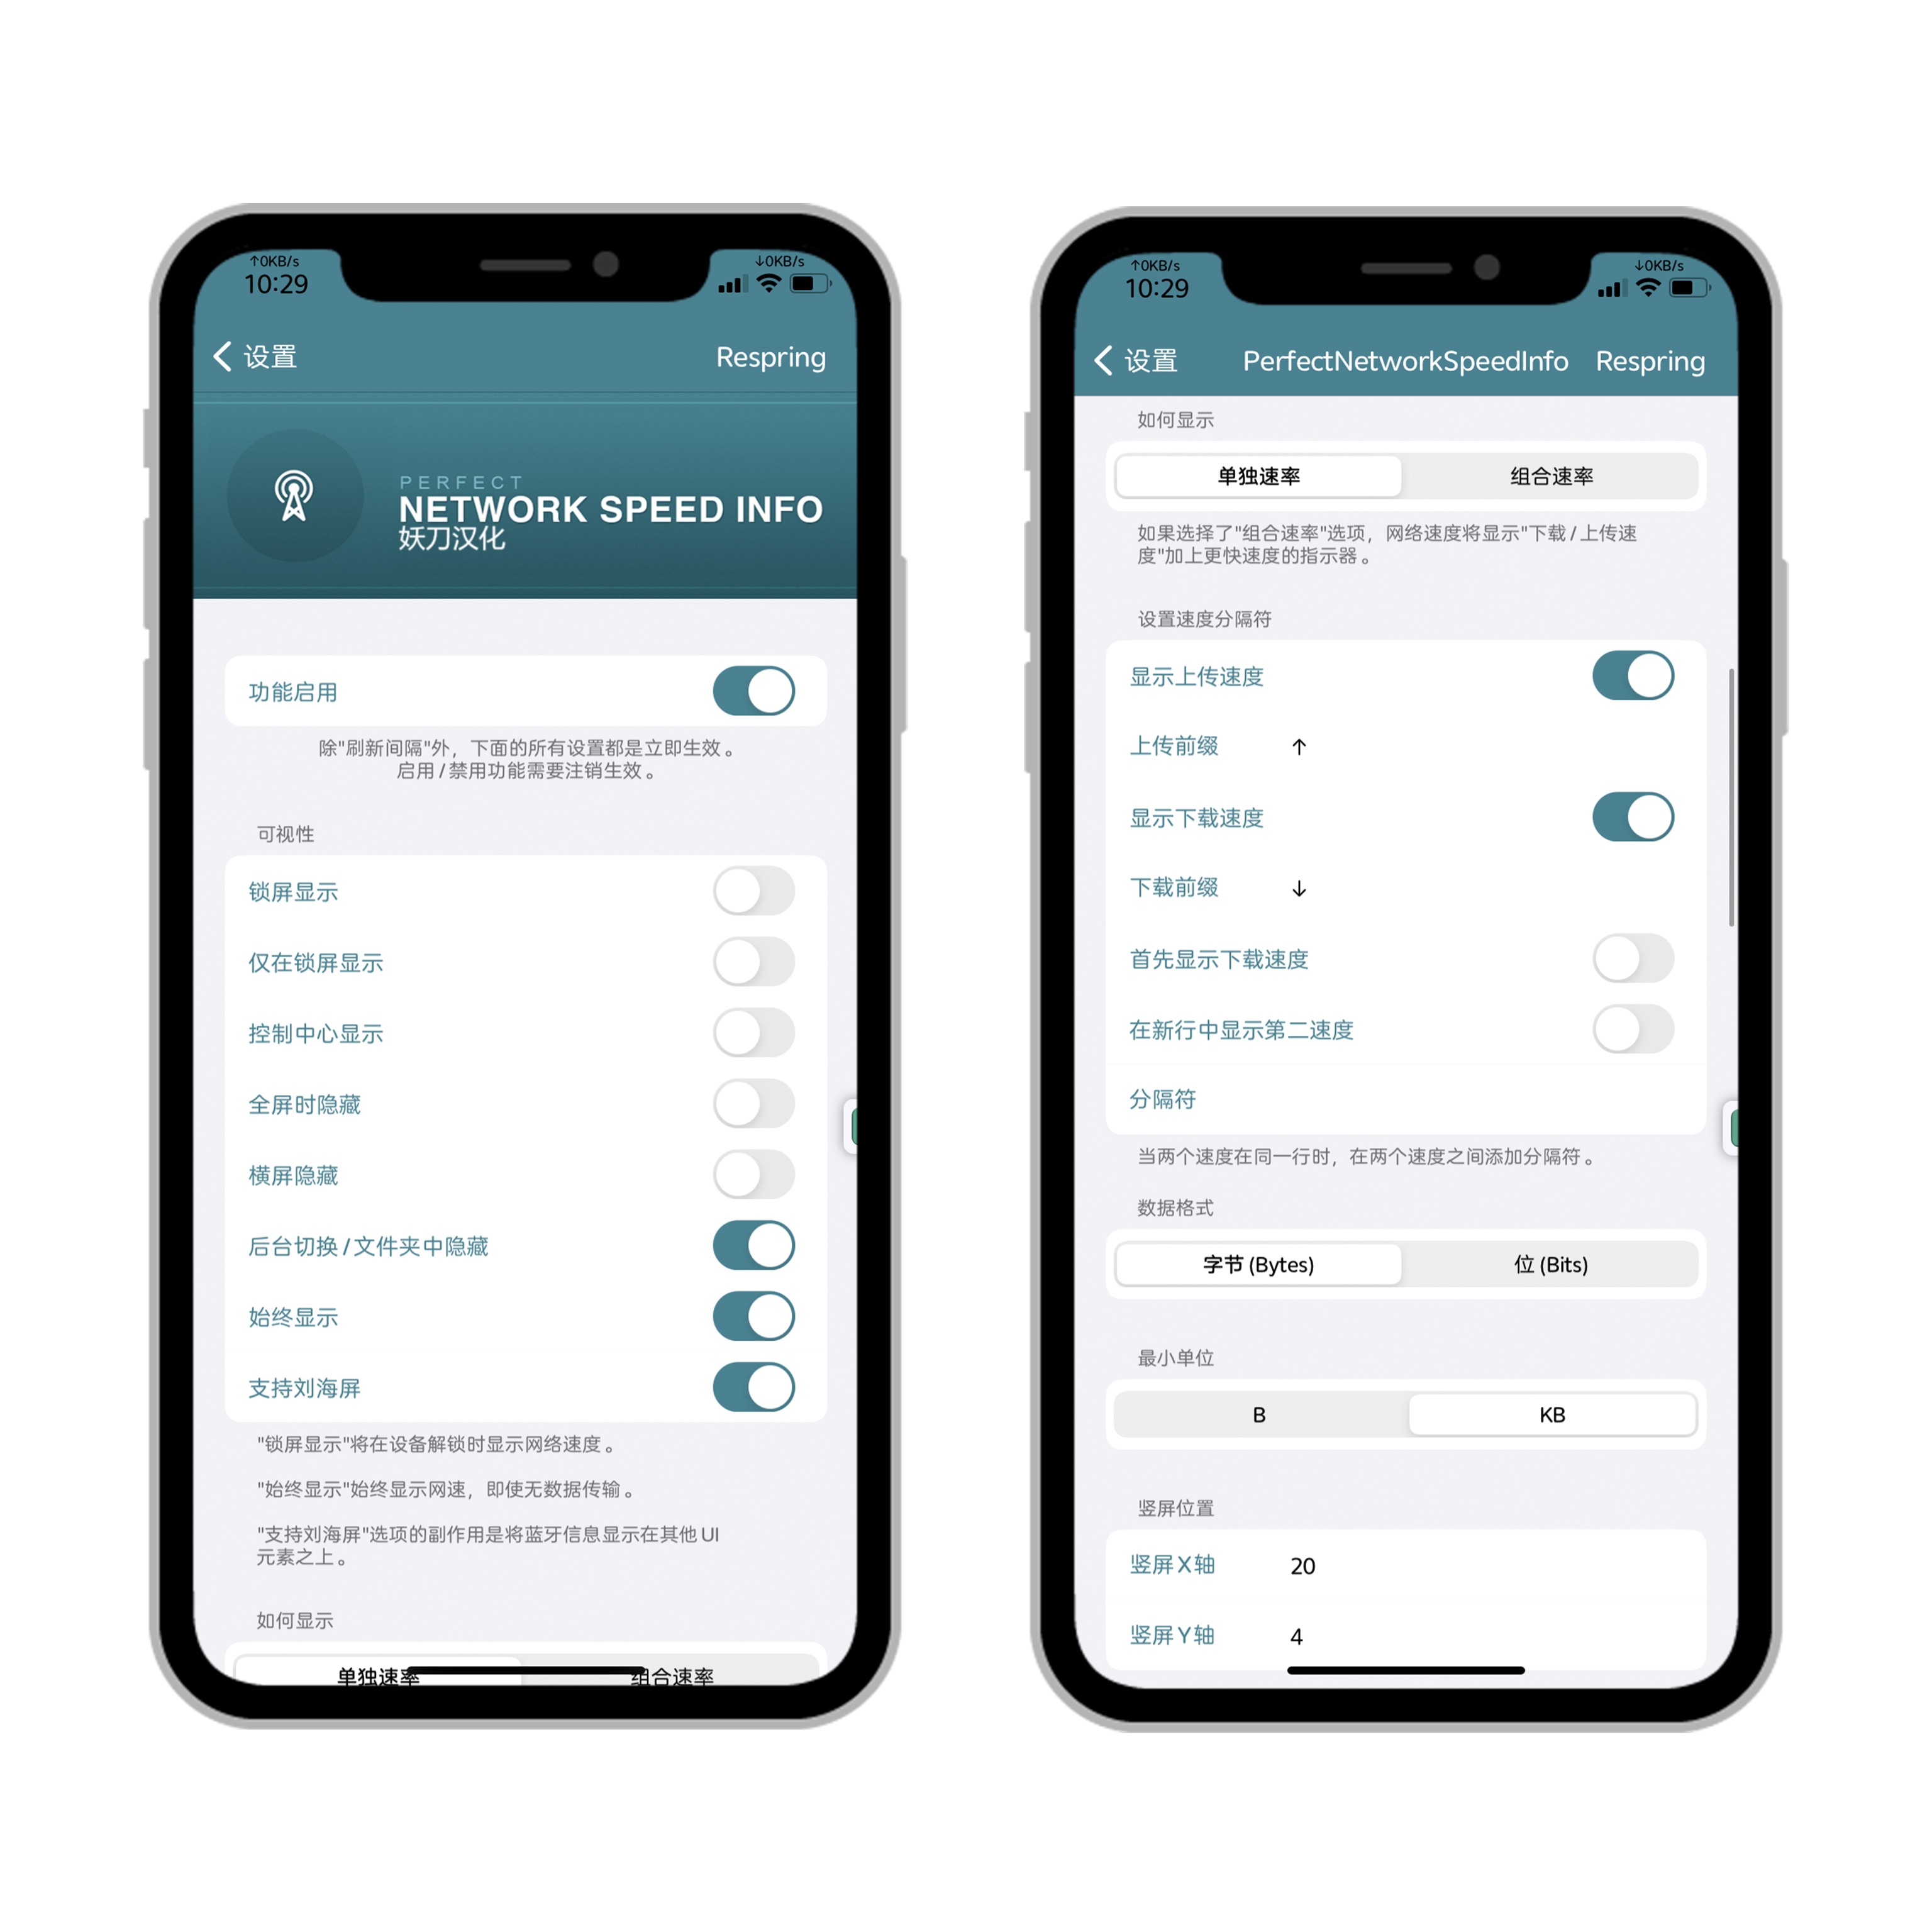 ↑0KB/s
↓0KB/s
10:29
设置
Respring
PERFECT
NETWORK SPEED INFO
妖刀汉化
功能启用
除"刷新间隔"外，下面的所有设置都是立即生效。
启用/禁用功能需要注销生效。
可视性
锁屏显示
仅在锁屏显示
控制中心显示
全屏时隐藏
横屏隐藏
后台切换/文件夹中隐藏
始终显示
支持刘海屏
"锁屏显示"将在设备解锁时显示网络速度。
"始终显示"始终显示网速，即使无数据传输。
"支持刘海屏"选项的副作用是将蓝牙信息显示在其他 UI
元素之上。
如何显示
单独速率 组合速率
↑0KB/s
↓0KB/s
10:29
设置 PerfectNetworkSpeedInfo Respring
如何显示
单独速率 组合速率
如果选择了"组合速率"选项，网络速度将显示"下载/上传速
度"加上更快速度的指示器。
设置速度分隔符
显示上传速度
上传前缀 ↑
显示下载速度
下载前缀 ↓
首先显示下载速度
在新行中显示第二速度
分隔符
当两个速度在同一行时，在两个速度之间添加分隔符。
数据格式
字节 (Bytes) 位 (Bits)
最小单位
B KB
竖屏位置
竖屏X轴 20
竖屏Y轴 4